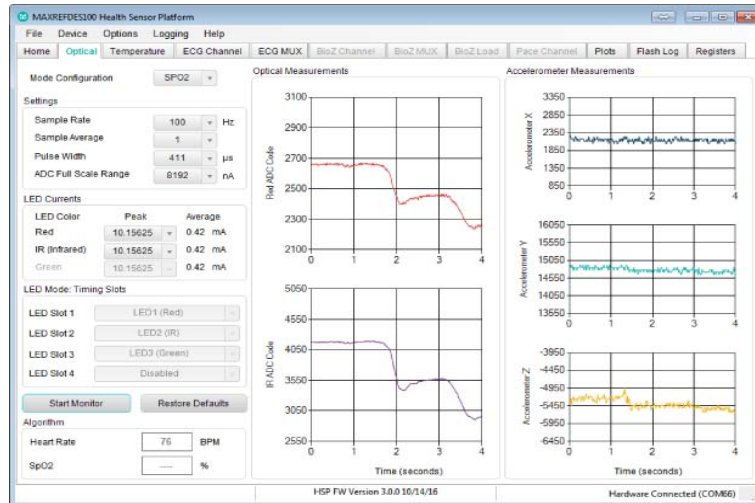 MAXREFDES100 Health Sensor Platform
File Device Options Logging Help
Home Optical Temperature ECG Channel ECG MUX BioZ Channel BioZ MUX BioZ Load Pace Channel Plots Flash Log Registers
Mode Configuration SPO2
Settings
Sample Rate 100 Hz
Sample Average 1
Pulse Width 411 µs
ADC Full Scale Range 8192 nA
LED Currents
LED Color Peak Average
Red 10.15625 0.42 mA
IR (Infrared) 10.15625 0.42 mA
Green 10.15625 0.42 mA
LED Mode: Timing Slots
LED Slot 1 LED1 (Red)
LED Slot 2 LED2 (IR)
LED Slot 3 LED3 (Green)
LED Slot 4 Disabled
Start Monitor Restore Defaults
Algorithm
Heart Rate 76 BPM
SpO2 --- %
Optical Measurements
Red ADC Code
3100
2900
2700
2500
2300
2100
0 1 2 3 4
IR ADC Code
5050
4550
4050
3550
3050
2550
0 1 2 3 4
Time (seconds)
Accelerometer Measurements
Accelerometer X
3350
2850
2350
1850
1350
850
0 1 2 3 4
Accelerometer Y
16050
15550
15050
14550
14050
13550
0 1 2 3 4
Accelerometer Z
-3950
-4450
-4950
-5450
-5950
-6450
0 1 2 3 4
Time (seconds)
HSP FW Version 3.0.0 10/14/16
Hardware Connected (COM66)